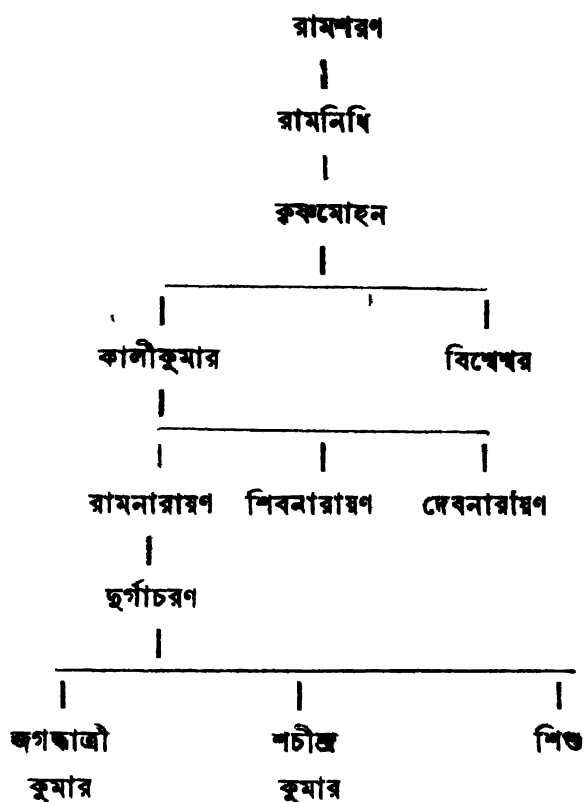 রামশরণ
রামনিধি
কৃষ্ণমোহন
কালীকুমার বিশ্বেশ্বর
রামনারায়ণ শিবনারায়ণ দেবনারায়ণ
দুর্গাচরণ
জগদ্ধাত্রী শচীন্দ্র শিশু
কুমার কুমার